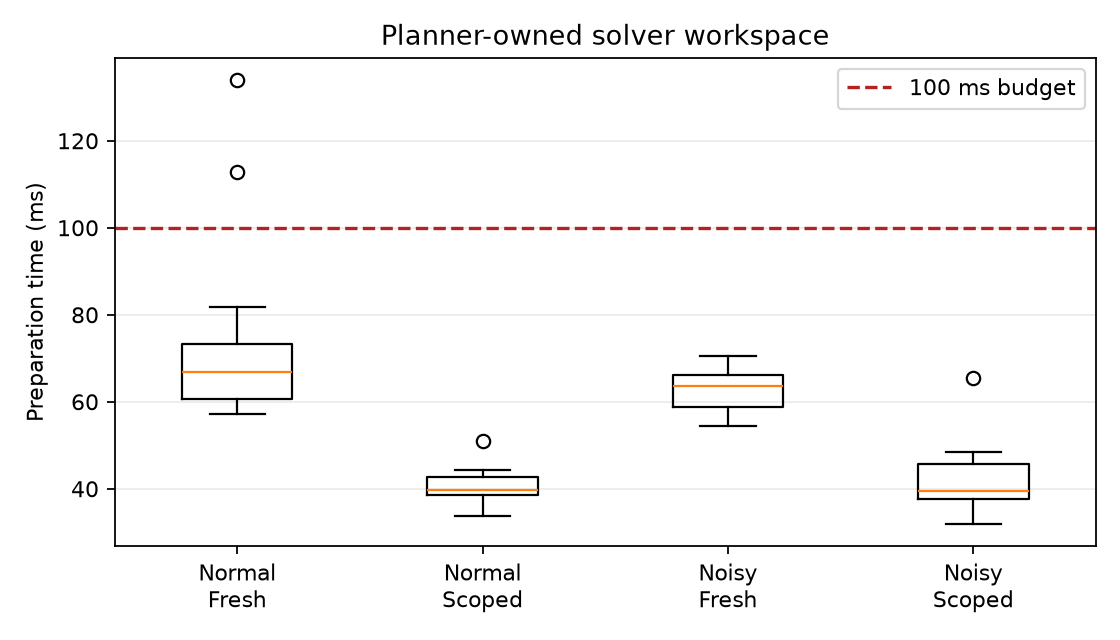 Planner-owned solver workspace
100 ms budget
Preparation time (ms)
120
100
80
60
40
Normal
Fresh
Normal
Scoped
Noisy
Fresh
Noisy
Scoped